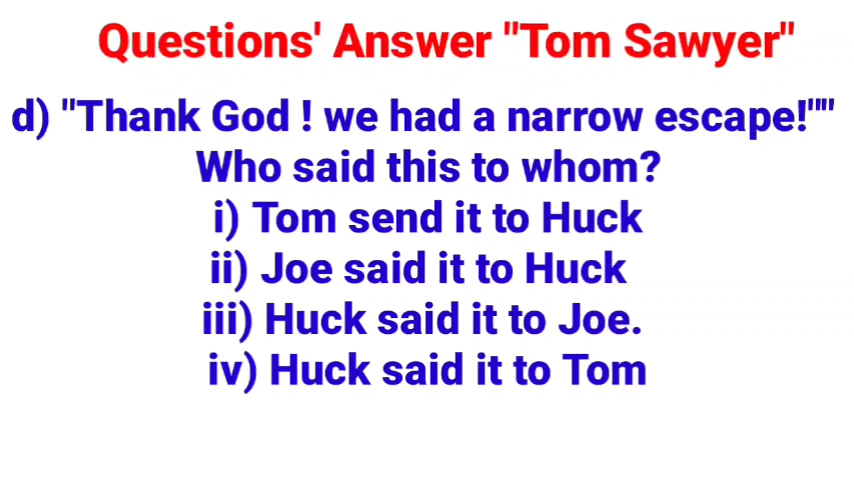 Questions' Answer "Tom Sawyer"
d) "Thank God ! we had a narrow escape!""
Who said this to whom?
i) Tom send it to Huck
ii) Joe said it to Huck
iii) Huck said it to Joe.
iv) Huck said it to Tom